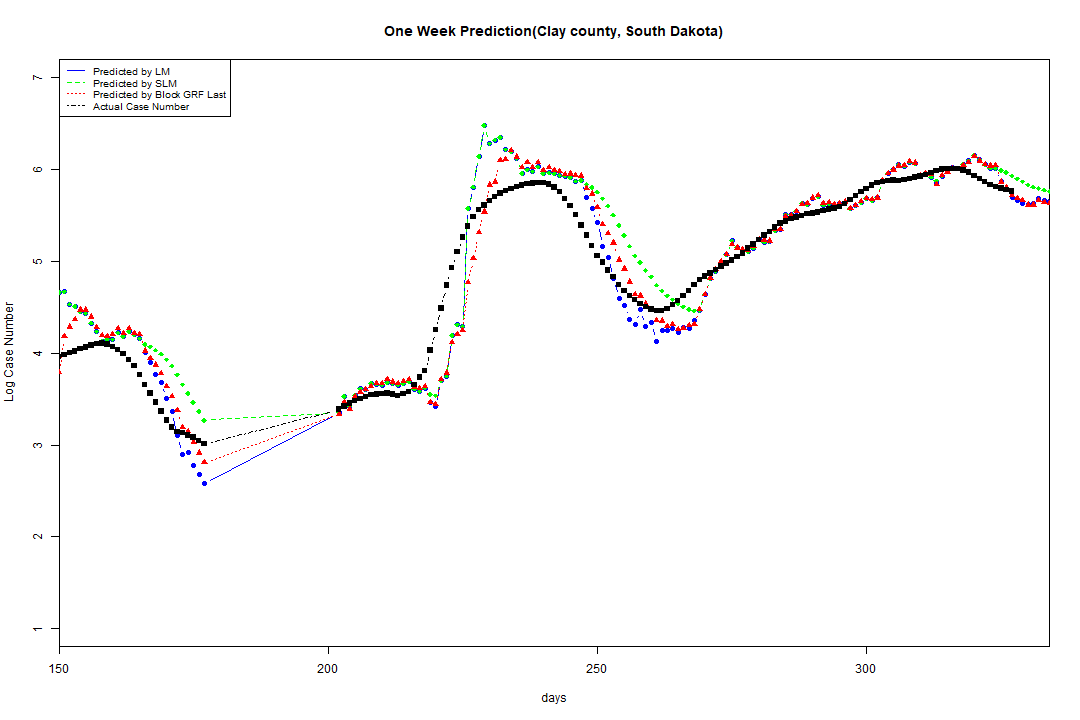 One Week Prediction(Clay county, South Dakota)
Predicted by LM
Predicted by SLM
Predicted by Block GRF Last
Actual Case Number
7
6
5
4
3
2
1
Log Case Number
150 200 250 300
days